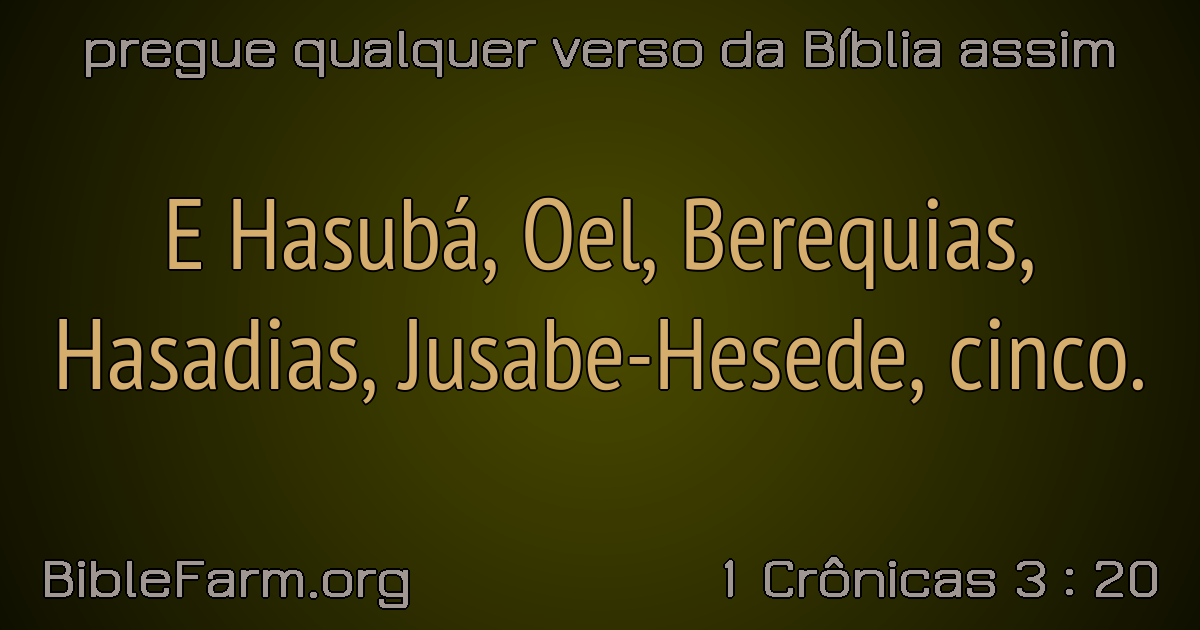 pregue qualquer verso da Bíblia assim
E Hasubá, Oel, Berequias,
Hasadias, Jusabe-Hesede, cinco.
BibleFarm.org
1 Crônicas 3 : 20